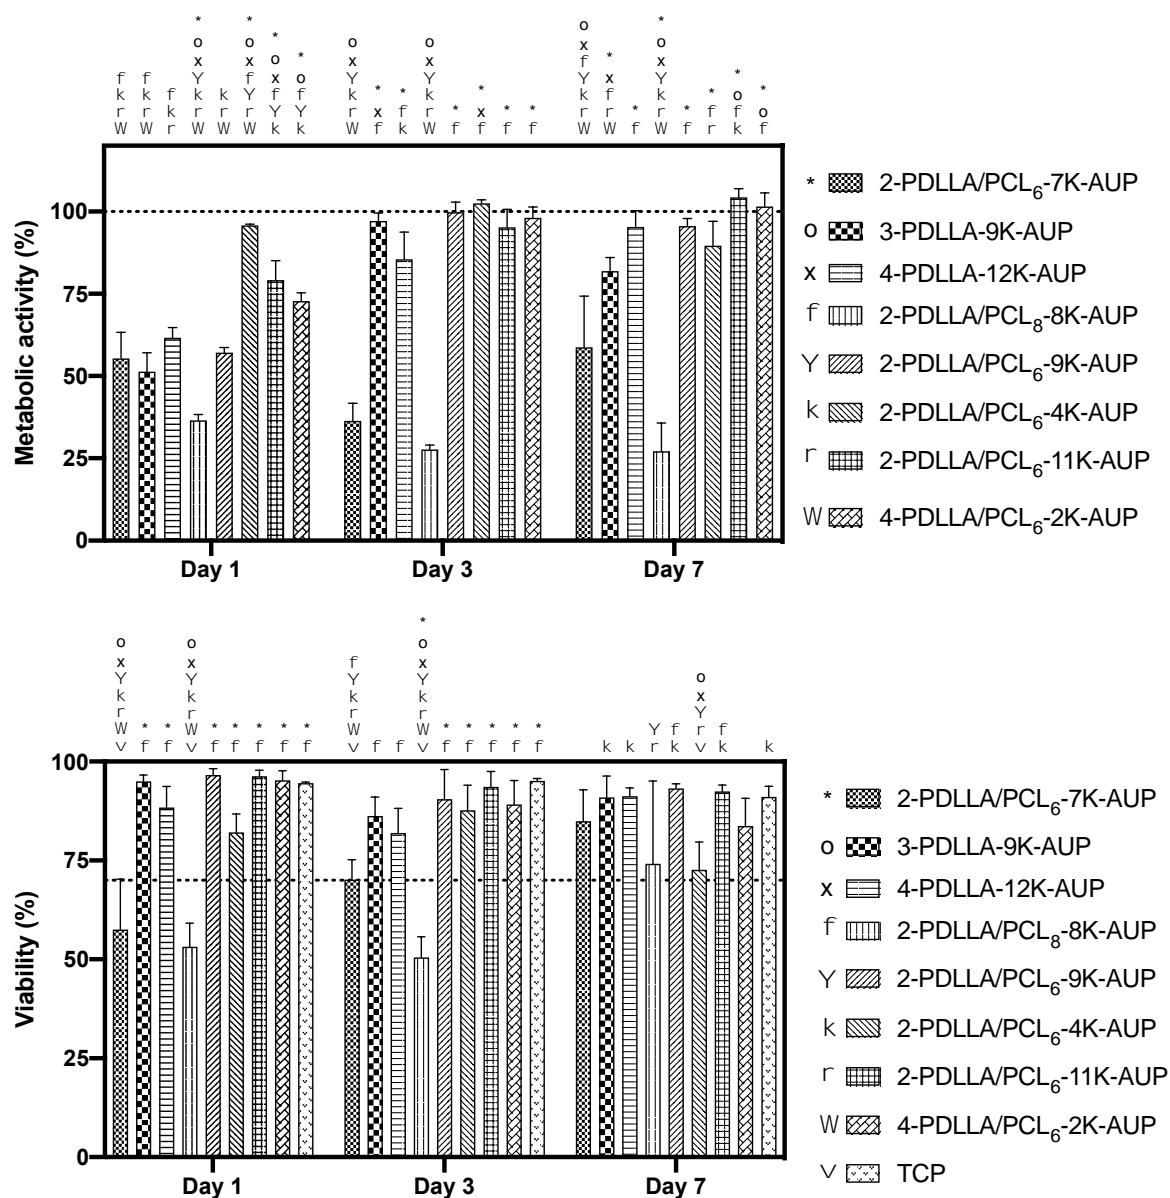 f k r W
f k r W
f k r
* o x Y k r W
k r W
* o x f Y r W
* o x f Y k
* o f Y k
o x Y k r W
* x f
* f k
o x Y k r W
* f
* x f
* f
* f
o x f Y k r W
* x f r W
* f
* o x Y k r W
* f
* f r
* o f k
* o f
Metabolic activity (%)
100
75
50
25
0
Day 1
Day 3
Day 7
* 2-PDLLA/PCL6-7K-AUP
o 3-PDLLA-9K-AUP
x 4-PDLLA-12K-AUP
f 2-PDLLA/PCL8-8K-AUP
Y 2-PDLLA/PCL6-9K-AUP
k 2-PDLLA/PCL6-4K-AUP
r 2-PDLLA/PCL6-11K-AUP
W 4-PDLLA/PCL6-2K-AUP
o x Y k r W V
* f
* f
o x Y k r W V
* f
* f
* f
* f
* f
f Y k r W V
f
f
* o x Y k r W V
* f
* f
* f
* f
* f
k
k
Y r
f k
o x Y r V
f k
k
Viability (%)
100
75
50
25
0
Day 1
Day 3
Day 7
* 2-PDLLA/PCL6-7K-AUP
o 3-PDLLA-9K-AUP
x 4-PDLLA-12K-AUP
f 2-PDLLA/PCL8-8K-AUP
Y 2-PDLLA/PCL6-9K-AUP
k 2-PDLLA/PCL6-4K-AUP
r 2-PDLLA/PCL6-11K-AUP
W 4-PDLLA/PCL6-2K-AUP
V TCP